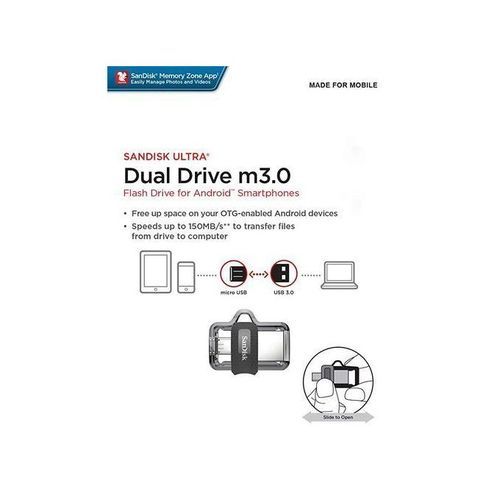 SanDisk® Memory Zone App¹
Easily Manage Photos and Videos
MADE FOR MOBILE
SANDISK ULTRA®
Dual Drive m3.0
Flash Drive for Android™ Smartphones
• Free up space on your OTG-enabled Android devices
• Speeds up to 150MB/s** to transfer files
from drive to computer
micro USB
USB 3.0
SanDisk
Slide to Open